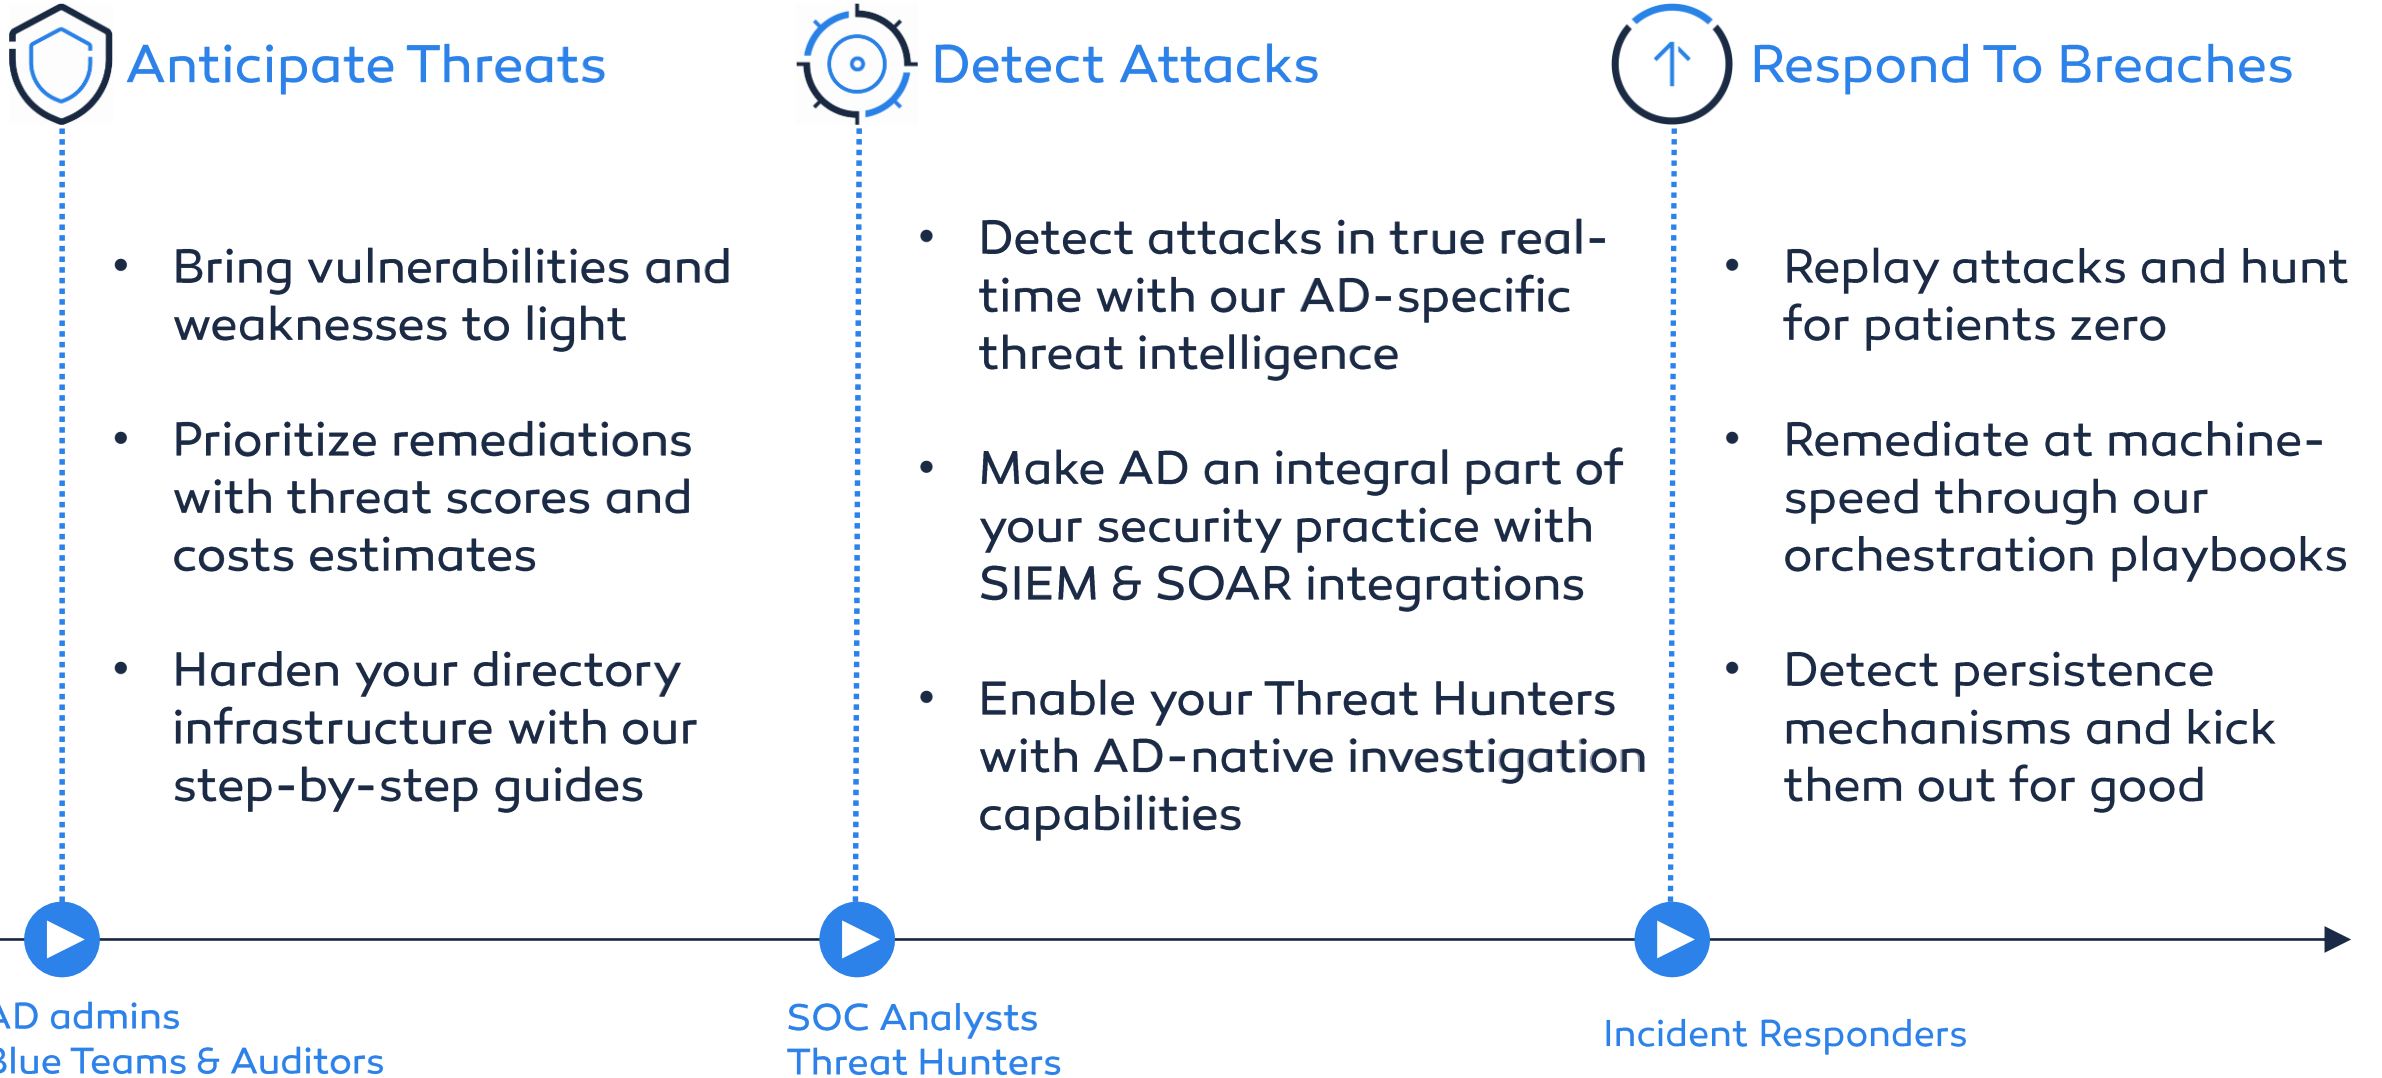 Anticipate Threats
• Bring vulnerabilities and
weaknesses to light
• Prioritize remediations
with threat scores and
costs estimates
• Harden your directory
infrastructure with our
step-by-step guides
AD admins
Blue Teams & Auditors
Detect Attacks
• Detect attacks in true real-
time with our AD-specific
threat intelligence
• Make AD an integral part of
your security practice with
SIEM & SOAR integrations
• Enable your Threat Hunters
with AD-native investigation
capabilities
SOC Analysts
Threat Hunters
Respond To Breaches
• Replay attacks and hunt
for patients zero
• Remediate at machine-
speed through our
orchestration playbooks
• Detect persistence
mechanisms and kick
them out for good
Incident Responders